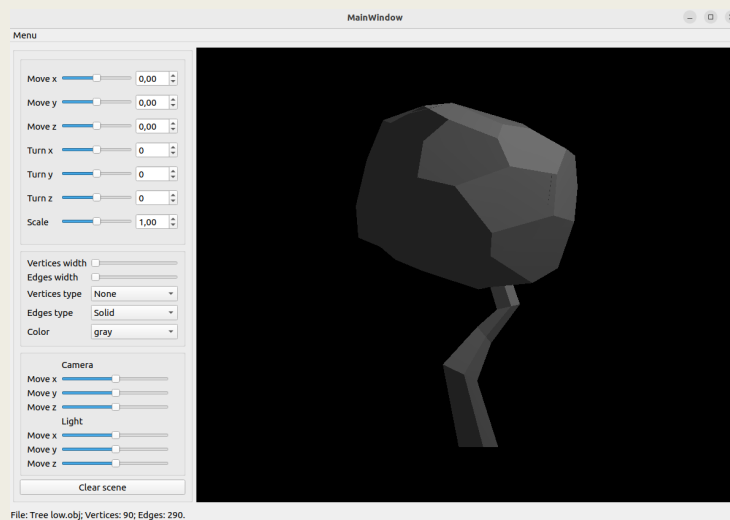 MainWindow
Menu
Move x 0,00
Move y 0,00
Move z 0,00
Turn x 0
Turn y 0
Turn z 0
Scale 1,00
Vertices width
Edges width
Vertices type None
Edges type Solid
Color gray
Camera
Move x
Move y
Move z
Light
Move x
Move y
Move z
Clear scene
File: Tree low.obj; Vertices: 90; Edges: 290.